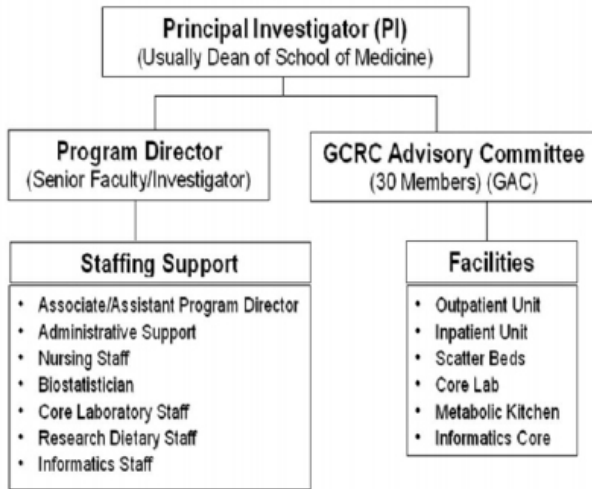 Principal Investigator (PI)
(Usually Dean of School of Medicine)
Program Director
(Senior Faculty/Investigator)
GCRC Advisory Committee
(30 Members) (GAC)
Staffing Support
• Associate/Assistant Program Director
• Administrative Support
• Nursing Staff
• Biostatistician
• Core Laboratory Staff
• Research Dietary Staff
• Informatics Staff
Facilities
• Outpatient Unit
• Inpatient Unit
• Scatter Beds
• Core Lab
• Metabolic Kitchen
• Informatics Core